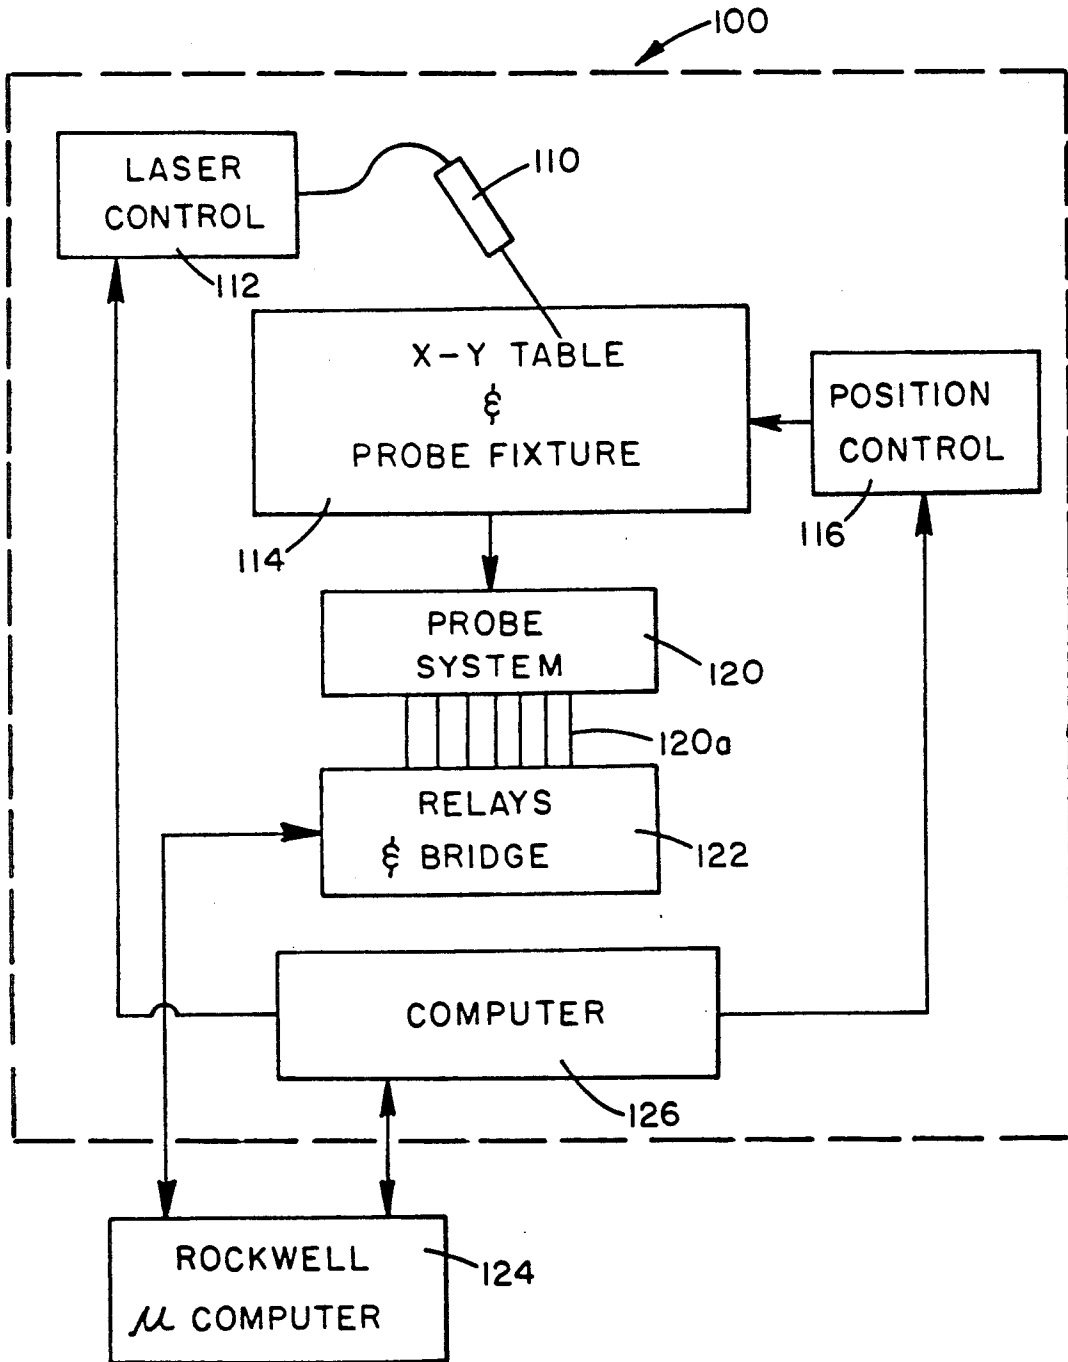 100
LASER
CONTROL
112
110
X-Y TABLE
&
PROBE FIXTURE
114
POSITION
CONTROL
116
PROBE
SYSTEM
120
120a
RELAYS
& BRIDGE
122
COMPUTER
126
ROCKWELL
μ COMPUTER
124